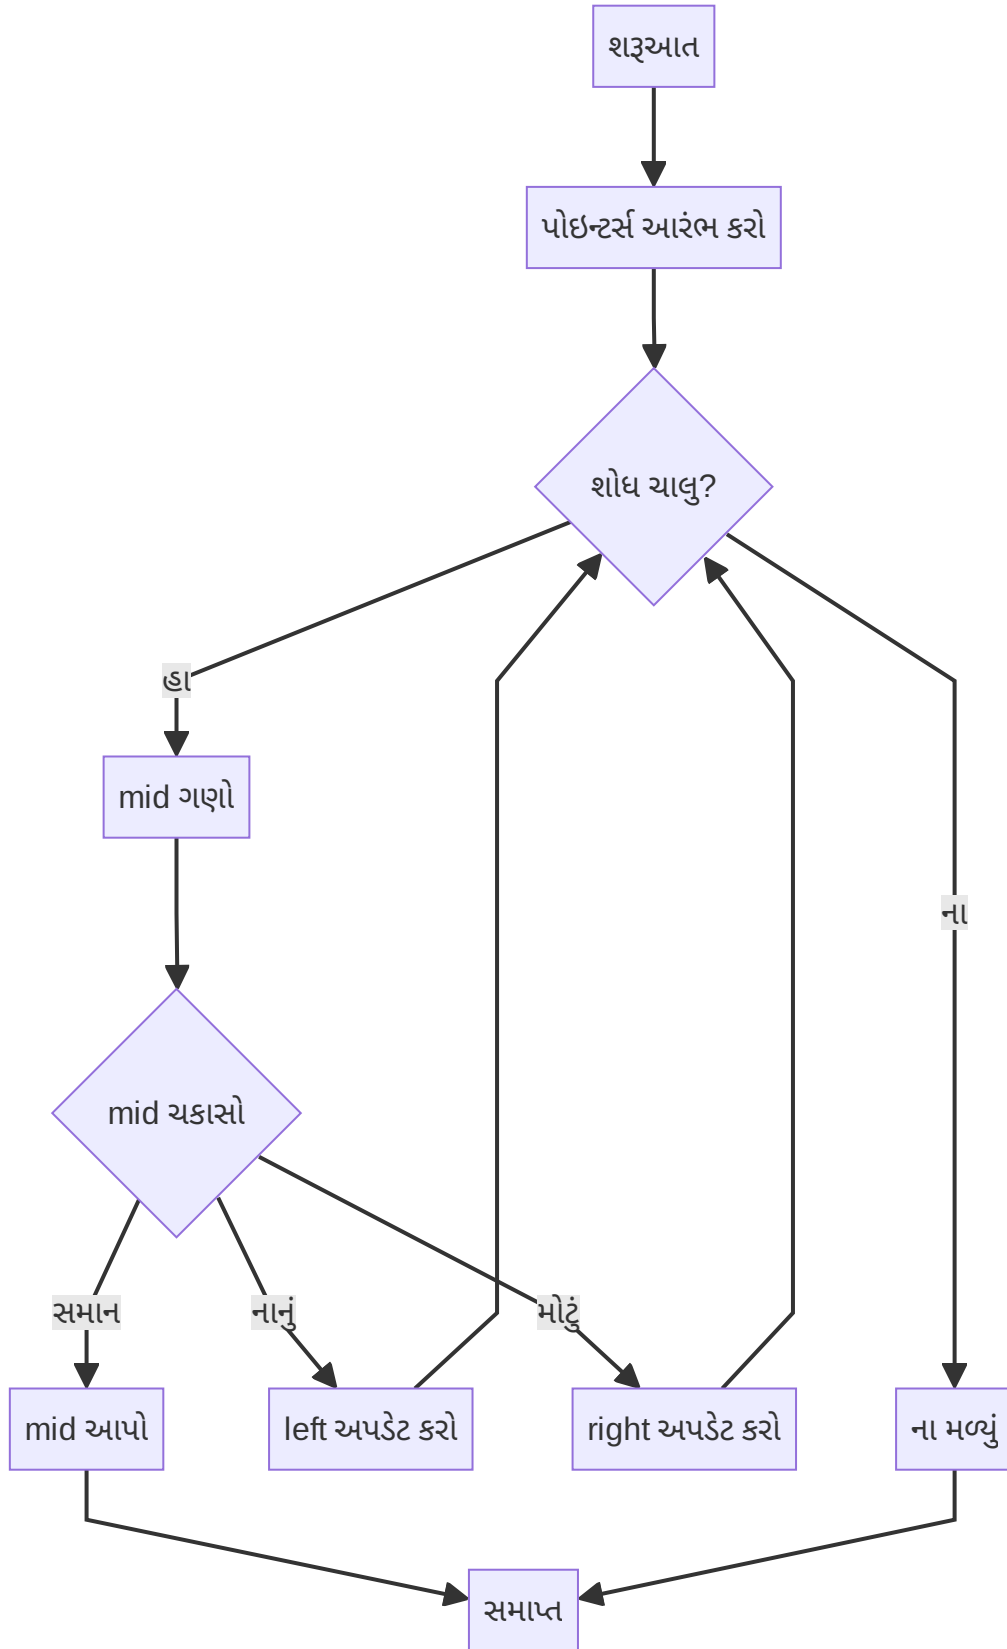 શરૂઆત
પોઇન્ટર્સ આરંભ કરો
શોધ ચાલુ?
હા
mid ગણો
ના
mid ચકાસો
સમાન
નાનું
મોટું
mid આપો
left અપડેટ કરો
right અપડેટ કરો
ના મળ્યું
સમાપ્ત